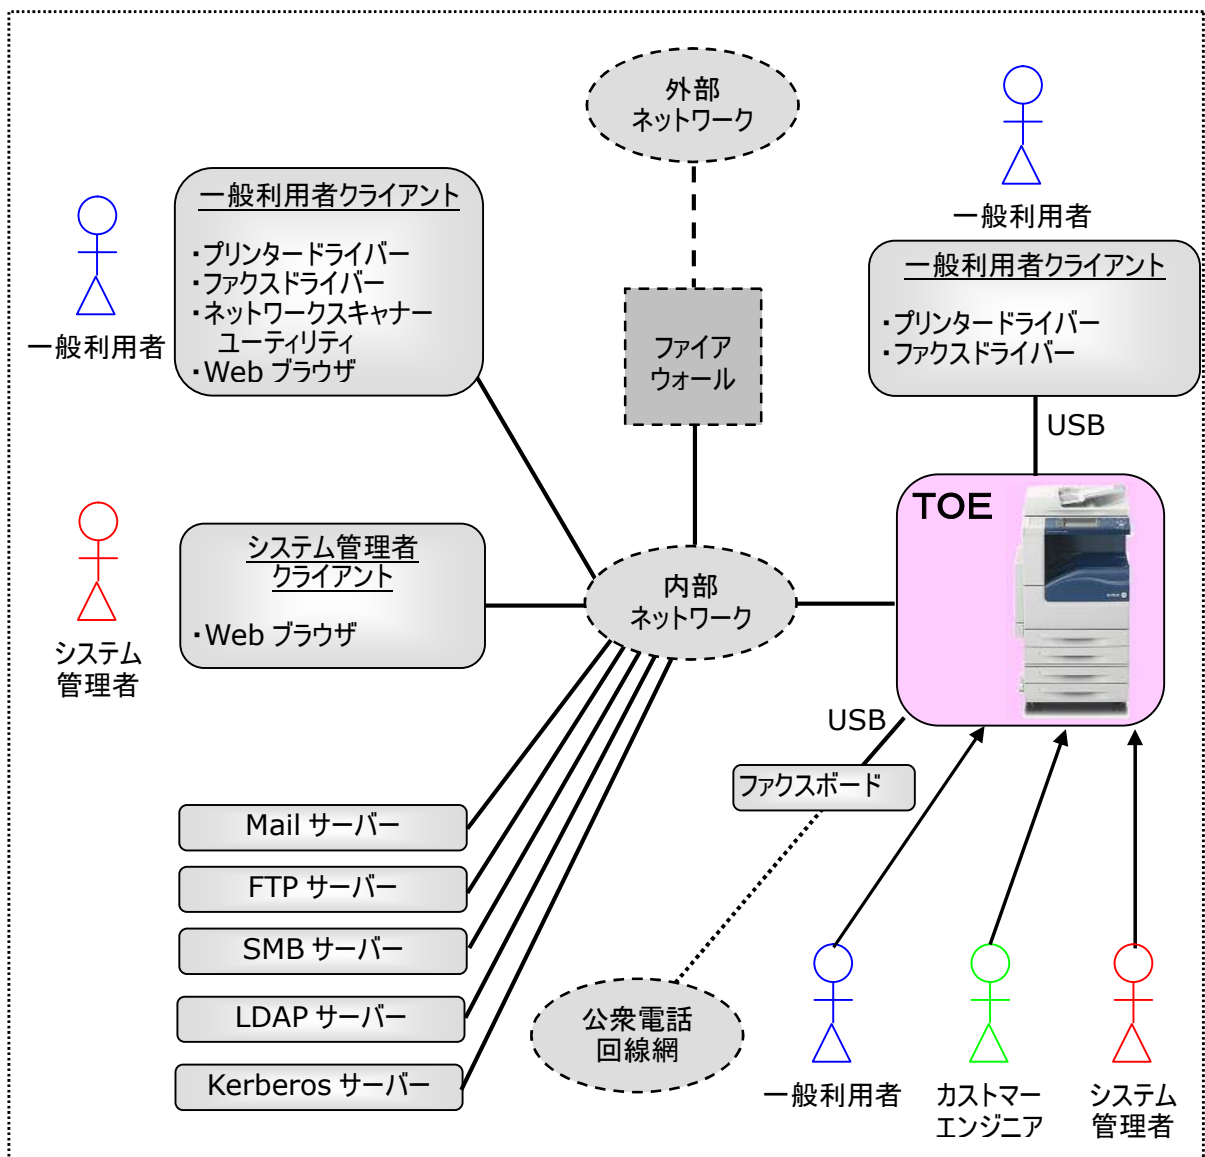 外部
ネットワーク
一般利用者
一般利用者クライアント
・プリンタードライバー
・ファクスドライバー
・ネットワークスキャナー
ユーティリティ
・Web ブラウザ
一般利用者
一般利用者クライアント
・プリンタードライバー
・ファクスドライバー
ファイア
ウォール
USB
TOE
システム管理者
クライアント
・Web ブラウザ
システム
管理者
内部
ネットワーク
USB
ファクスボード
Mail サーバー
FTP サーバー
SMB サーバー
LDAP サーバー
Kerberos サーバー
公衆電話
回線網
一般利用者
カストマー
エンジニア
システム
管理者